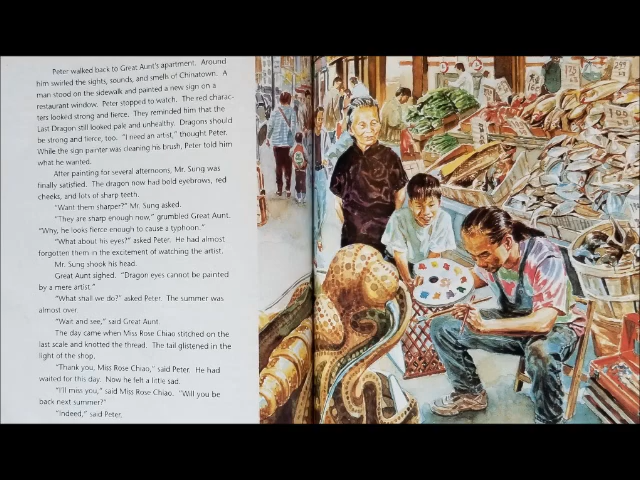 Peter walked back to Great Aunt's apartment. Around
him swirled the sights, sounds, and smells of Chinatown. A
man stood on the sidewalk and painted a new sign on a
restaurant window. Peter stopped to watch. The red charac-
ters looked strong and fierce. They reminded him that the
Last Dragon still looked pale and unhealthy. Dragons should
be strong and fierce, too. "I need an artist," thought Peter.
While the sign painter was cleaning his brush, Peter told him
what he wanted.
After painting for several afternoons, Mr. Sung was
finally satisfied. The dragon now had bold eyebrows, red
cheeks, and lots of sharp teeth.
"Want them sharper?" Mr. Sung asked.
"They are sharp enough now," grumbled Great Aunt.
"Why, he looks fierce enough to cause a typhoon."
"What about his eyes?" asked Peter. He had almost
forgotten them in the excitement of watching the artist.
Mr. Sung shook his head.
Great Aunt sighed. "Dragon eyes cannot be painted
by a mere artist."
"What shall we do?" asked Peter. The summer was
almost over.
"Wait and see," said Great Aunt.
The day came when Miss Rose Chiao stitched on the
last scale and knotted the thread. The tail glistened in the
light of the shop.
"Thank you, Miss Rose Chiao," said Peter. He had
waited for this day. Now he felt a little sad.
"I'll miss you," said Miss Rose Chiao. "Will you be
back next summer?"
"Indeed," said Peter.